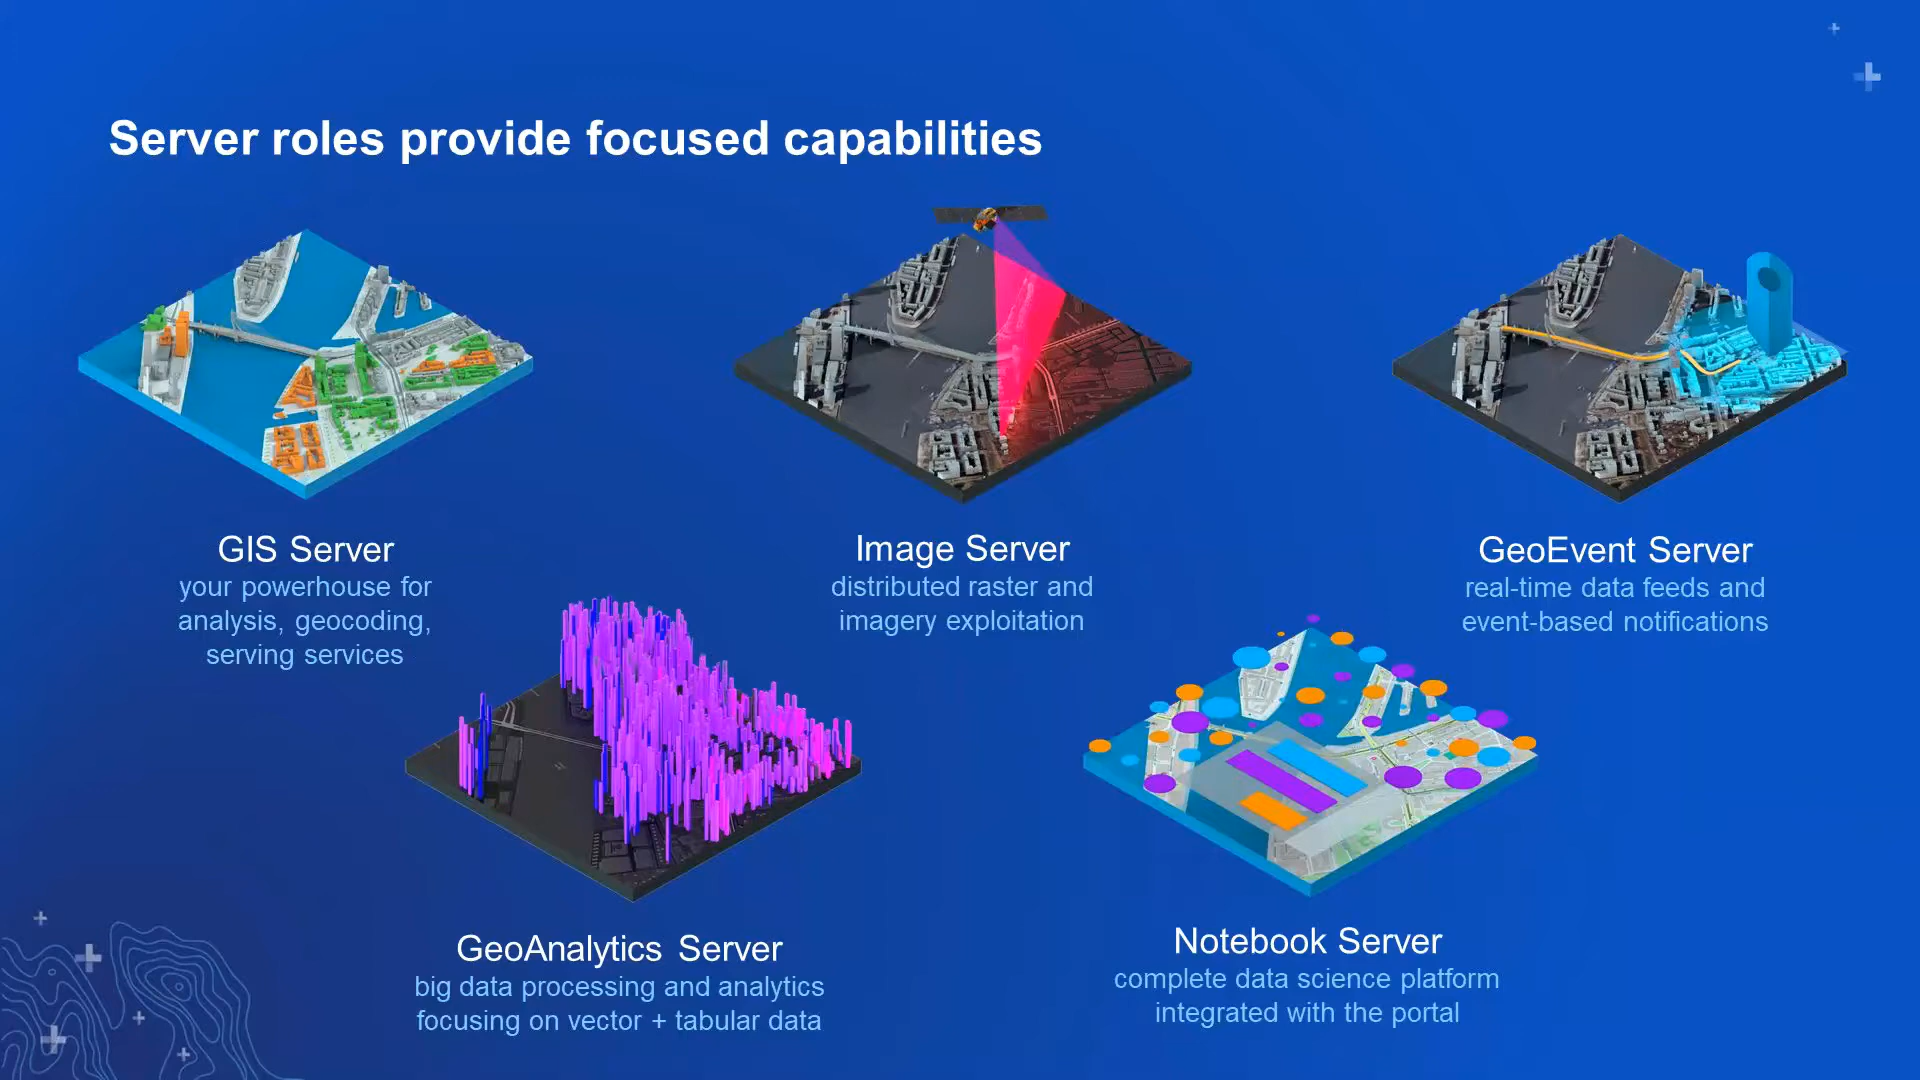 Server roles provide focused capabilities
GIS Server
your powerhouse for
analysis, geocoding,
serving services
Image Server
distributed raster and
imagery exploitation
GeoEvent Server
real-time data feeds and
event-based notifications
GeoAnalytics Server
big data processing and analytics
focusing on vector + tabular data
Notebook Server
complete data science platform
integrated with the portal